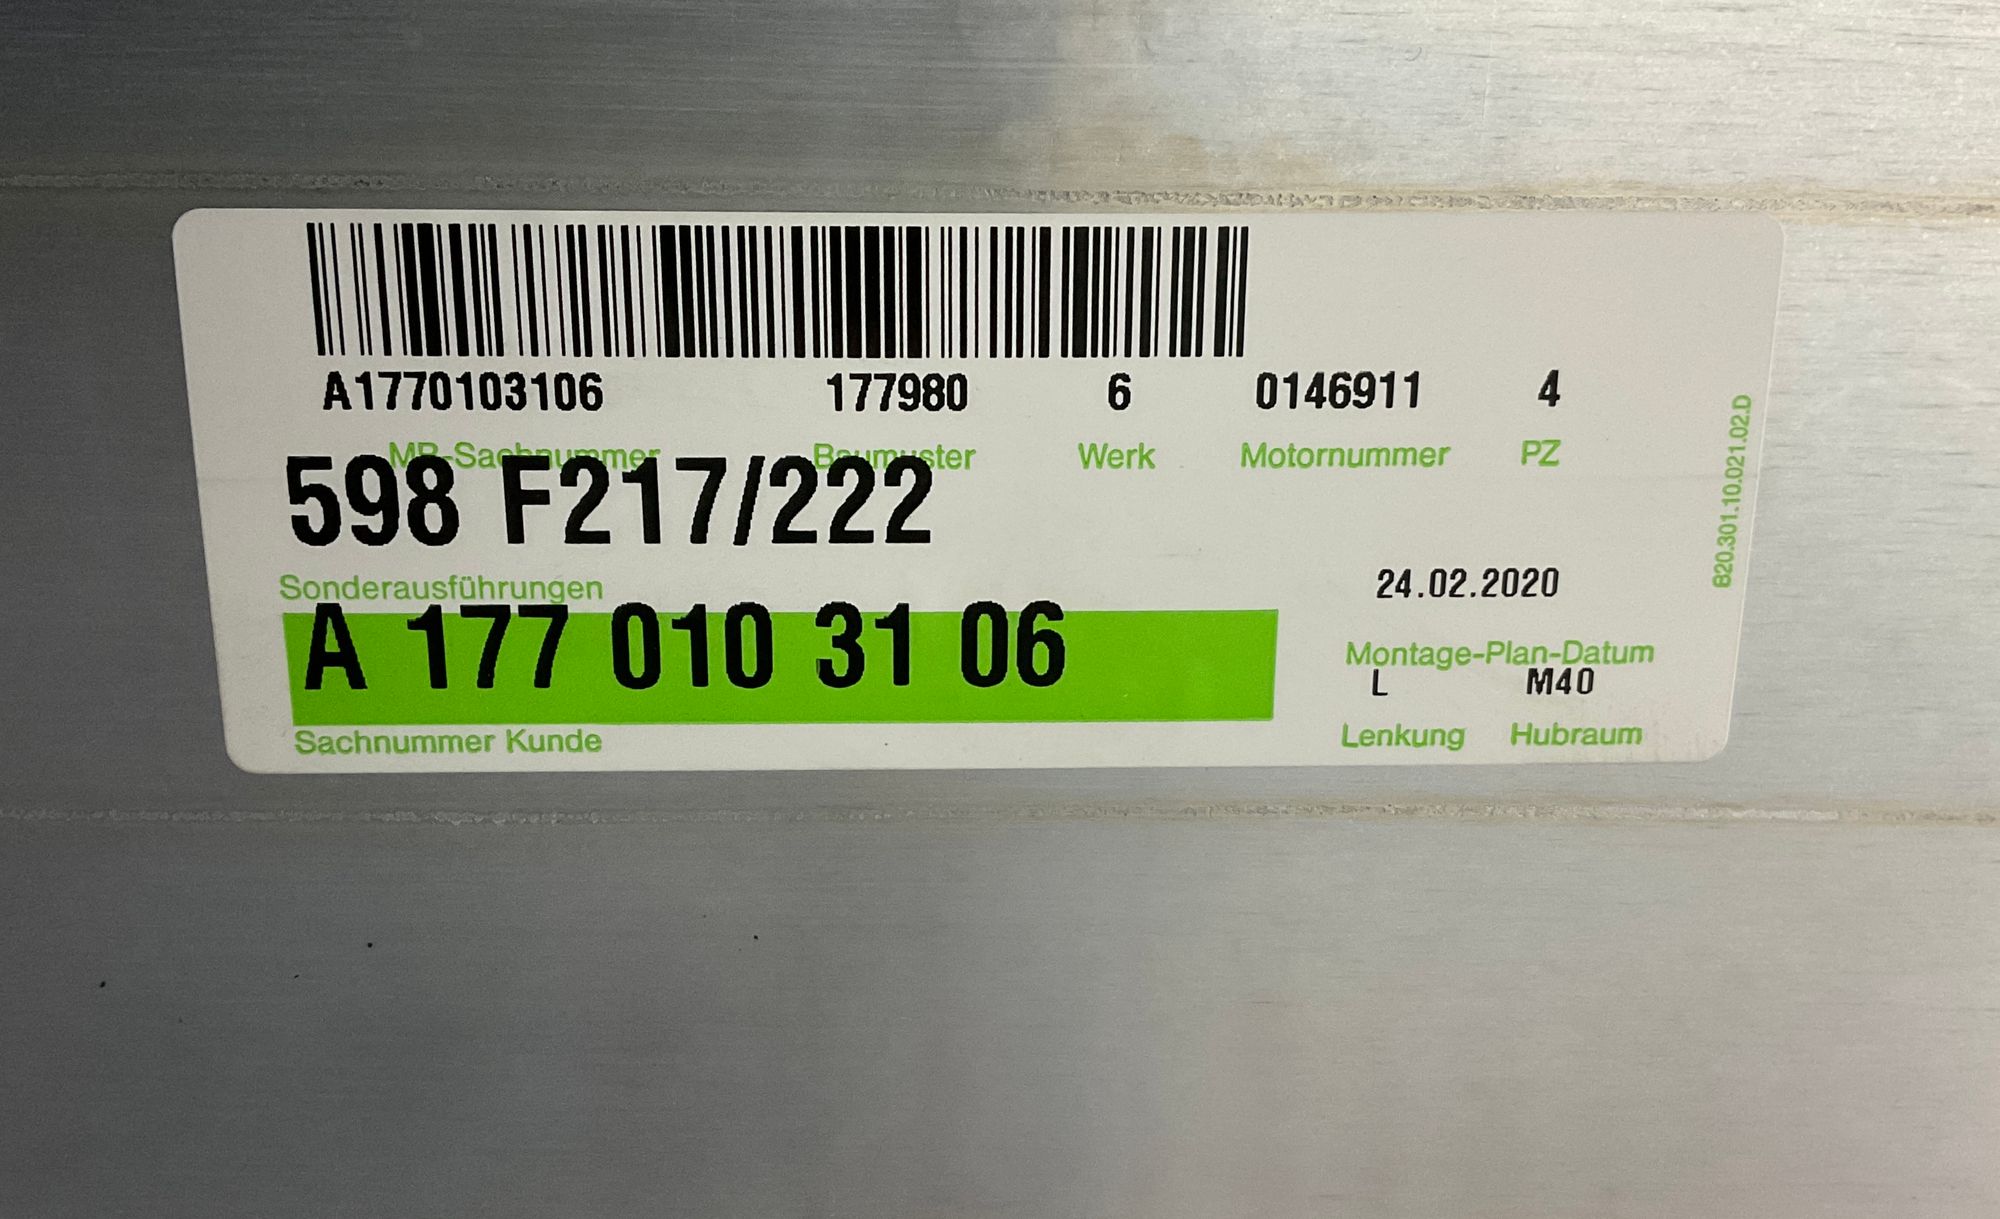 A1770103106 177980 6 0146911 4
MB-Sachnummer Baumuster Werk Motornummer PZ
598 F217/222
Sonderausführungen
24.02.2020
A 177 010 31 06
Montage-Plan-Datum
L M40
Sachnummer Kunde
Lenkung Hubraum
B20.301.10.021.02.D